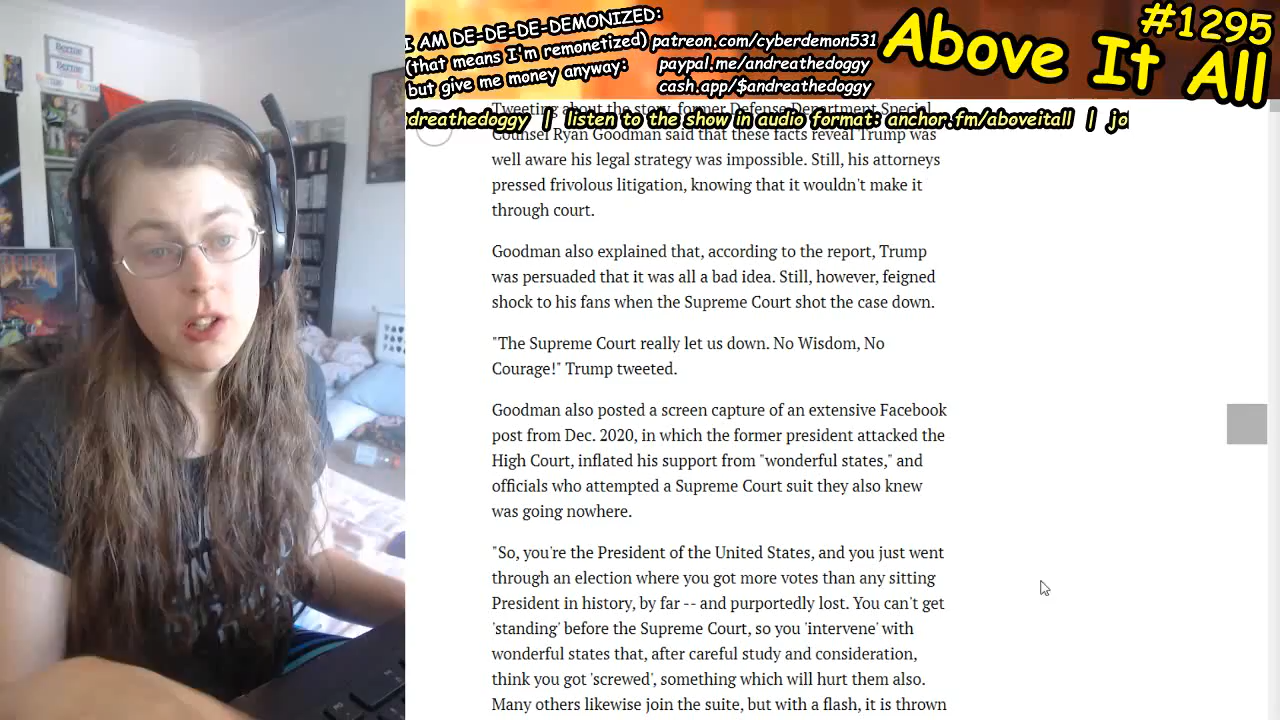 I AM DE-DE-DE-DEMONIZED:
(that means I'm remonetized)
but give me money anyway:
patreon.com/cyberdemon531
paypal.me/andreathedoggy
cash.app/$andreathedoggy
Above It All
#1295
Bernie
Bernie
DOOM
dreathedoggy | listen to the show in audio format: anchor.fm/aboveitall | jo
Tweeting about the story, former Defense Department Special
Counsel Ryan Goodman said that these facts reveal Trump was
well aware his legal strategy was impossible. Still, his attorneys
pressed frivolous litigation, knowing that it wouldn't make it
through court.
Goodman also explained that, according to the report, Trump
was persuaded that it was all a bad idea. Still, however, feigned
shock to his fans when the Supreme Court shot the case down.
"The Supreme Court really let us down. No Wisdom, No
Courage!" Trump tweeted.
Goodman also posted a screen capture of an extensive Facebook
post from Dec. 2020, in which the former president attacked the
High Court, inflated his support from "wonderful states," and
officials who attempted a Supreme Court suit they also knew
was going nowhere.
"So, you're the President of the United States, and you just went
through an election where you got more votes than any sitting
President in history, by far -- and purportedly lost. You can't get
'standing' before the Supreme Court, so you 'intervene' with
wonderful states that, after careful study and consideration,
think you got 'screwed', something which will hurt them also.
Many others likewise join the suite, but with a flash, it is thrown